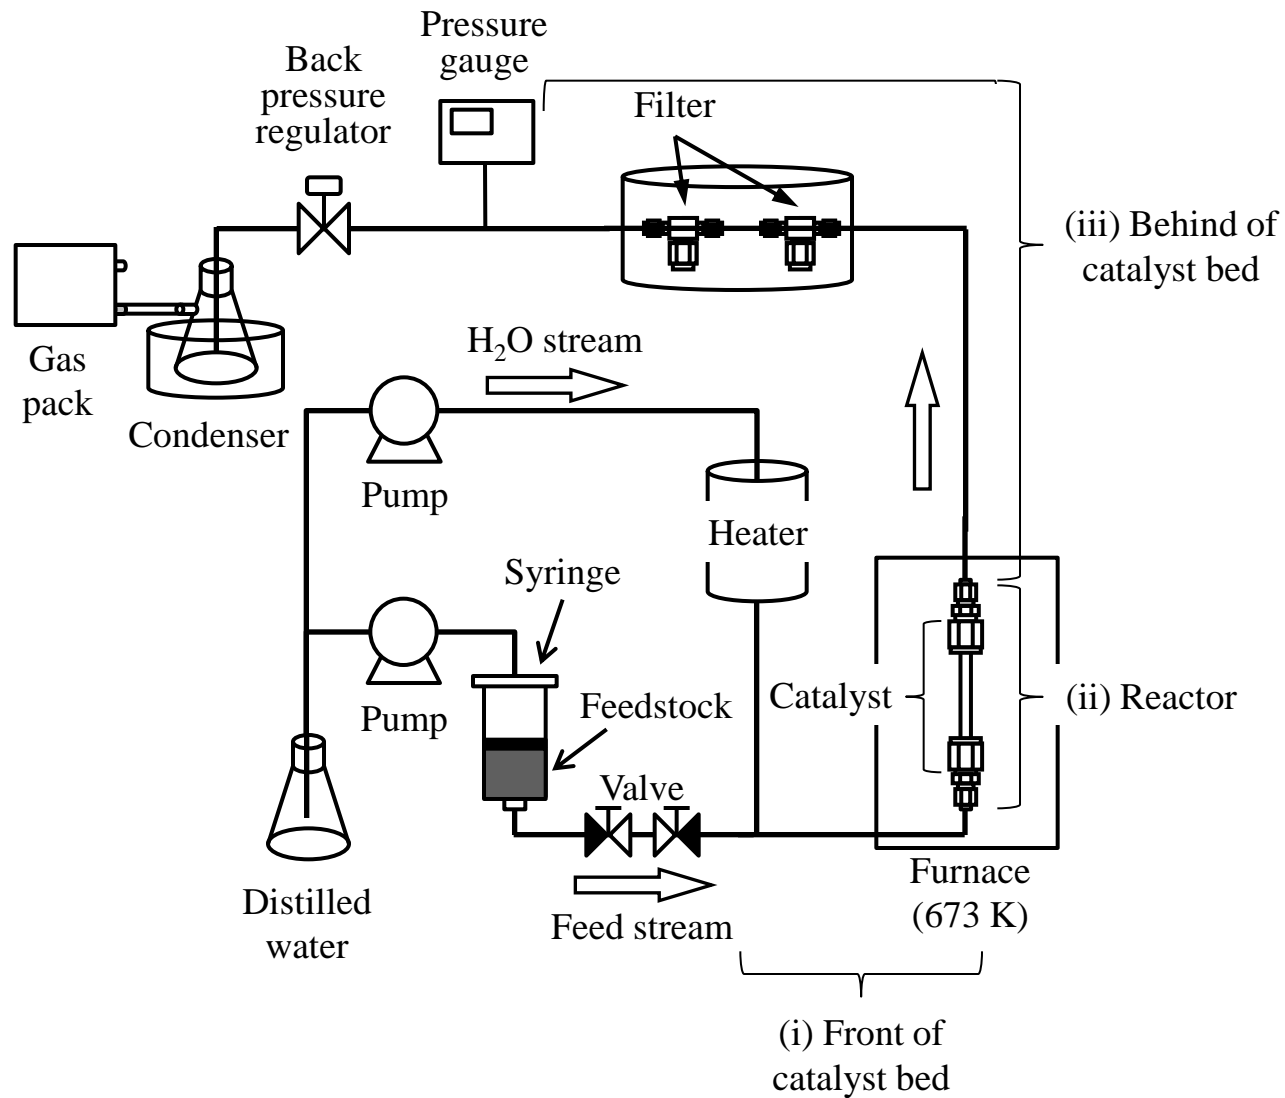 Pressure
gauge
Back
pressure
regulator
Filter
(iii) Behind of
catalyst bed
Gas
pack
Condenser
H₂O stream
Pump
Heater
Syringe
Pump
Feedstock
Catalyst
(ii) Reactor
Valve
Distilled
water
Feed stream
Furnace
(673 K)
(i) Front of
catalyst bed